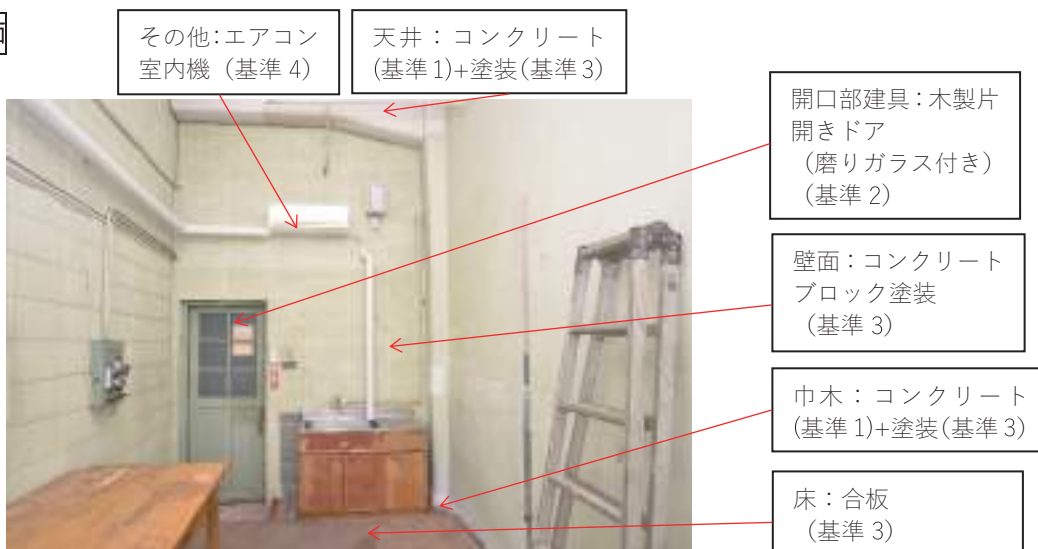 その他：エアコン
室内機（基準 4）
天井：コンクリート
(基準 1)+塗装(基準 3)
開口部建具：木製片
開きドア
（磨りガラス付き）
（基準 2）
壁面：コンクリート
ブロック塗装
（基準 3）
巾木：コンクリート
(基準 1)+塗装(基準 3)
床：合板
（基準 3）